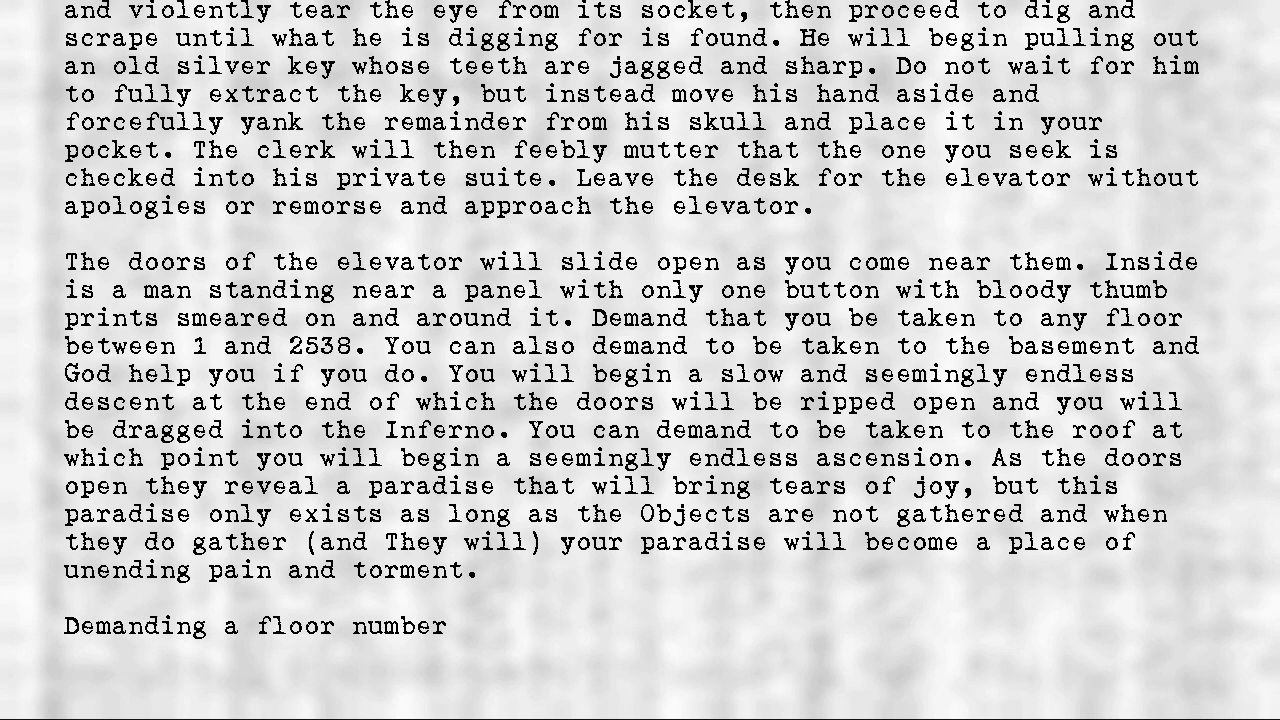 and violently tear the eye from its socket, then proceed to dig and
scrape until what he is digging for is found. He will begin pulling out
an old silver key whose teeth are jagged and sharp. Do not wait for him
to fully extract the key, but instead move his hand aside and
forcefully yank the remainder from his skull and place it in your
pocket. The clerk will then feebly mutter that the one you seek is
checked into his private suite. Leave the desk for the elevator without
apologies or remorse and approach the elevator.
The doors of the elevator will slide open as you come near them. Inside
is a man standing near a panel with only one button with bloody thumb
prints smeared on and around it. Demand that you be taken to any floor
between 1 and 2538. You can also demand to be taken to the basement and
God help you if you do. You will begin a slow and seemingly endless
descent at the end of which the doors will be ripped open and you will
be dragged into the Inferno. You can demand to be taken to the roof at
which point you will begin a seemingly endless ascension. As the doors
open they reveal a paradise that will bring tears of joy, but this
paradise only exists as long as the Objects are not gathered and when
they do gather (and They will) your paradise will become a place of
unending pain and torment.
Demanding a floor number